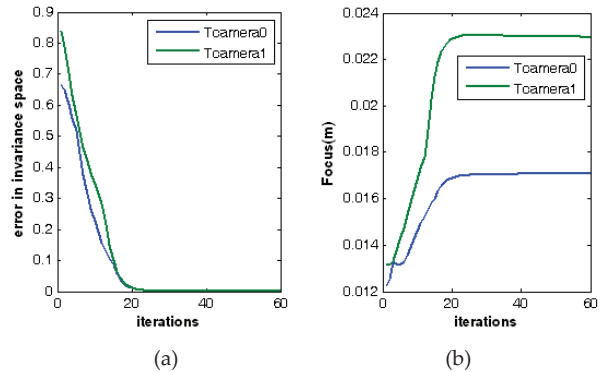 error in invariance space
0.9
0.8
0.7
0.6
0.5
0.4
0.3
0.2
0.1
0
0
20
40
60
iterations
Tcamera0
Tcamera1
(a)
Focus(m)
0.024
0.022
0.02
0.018
0.016
0.014
0.012
0
20
40
60
iterations
Tcamera0
Tcamera1
(b)